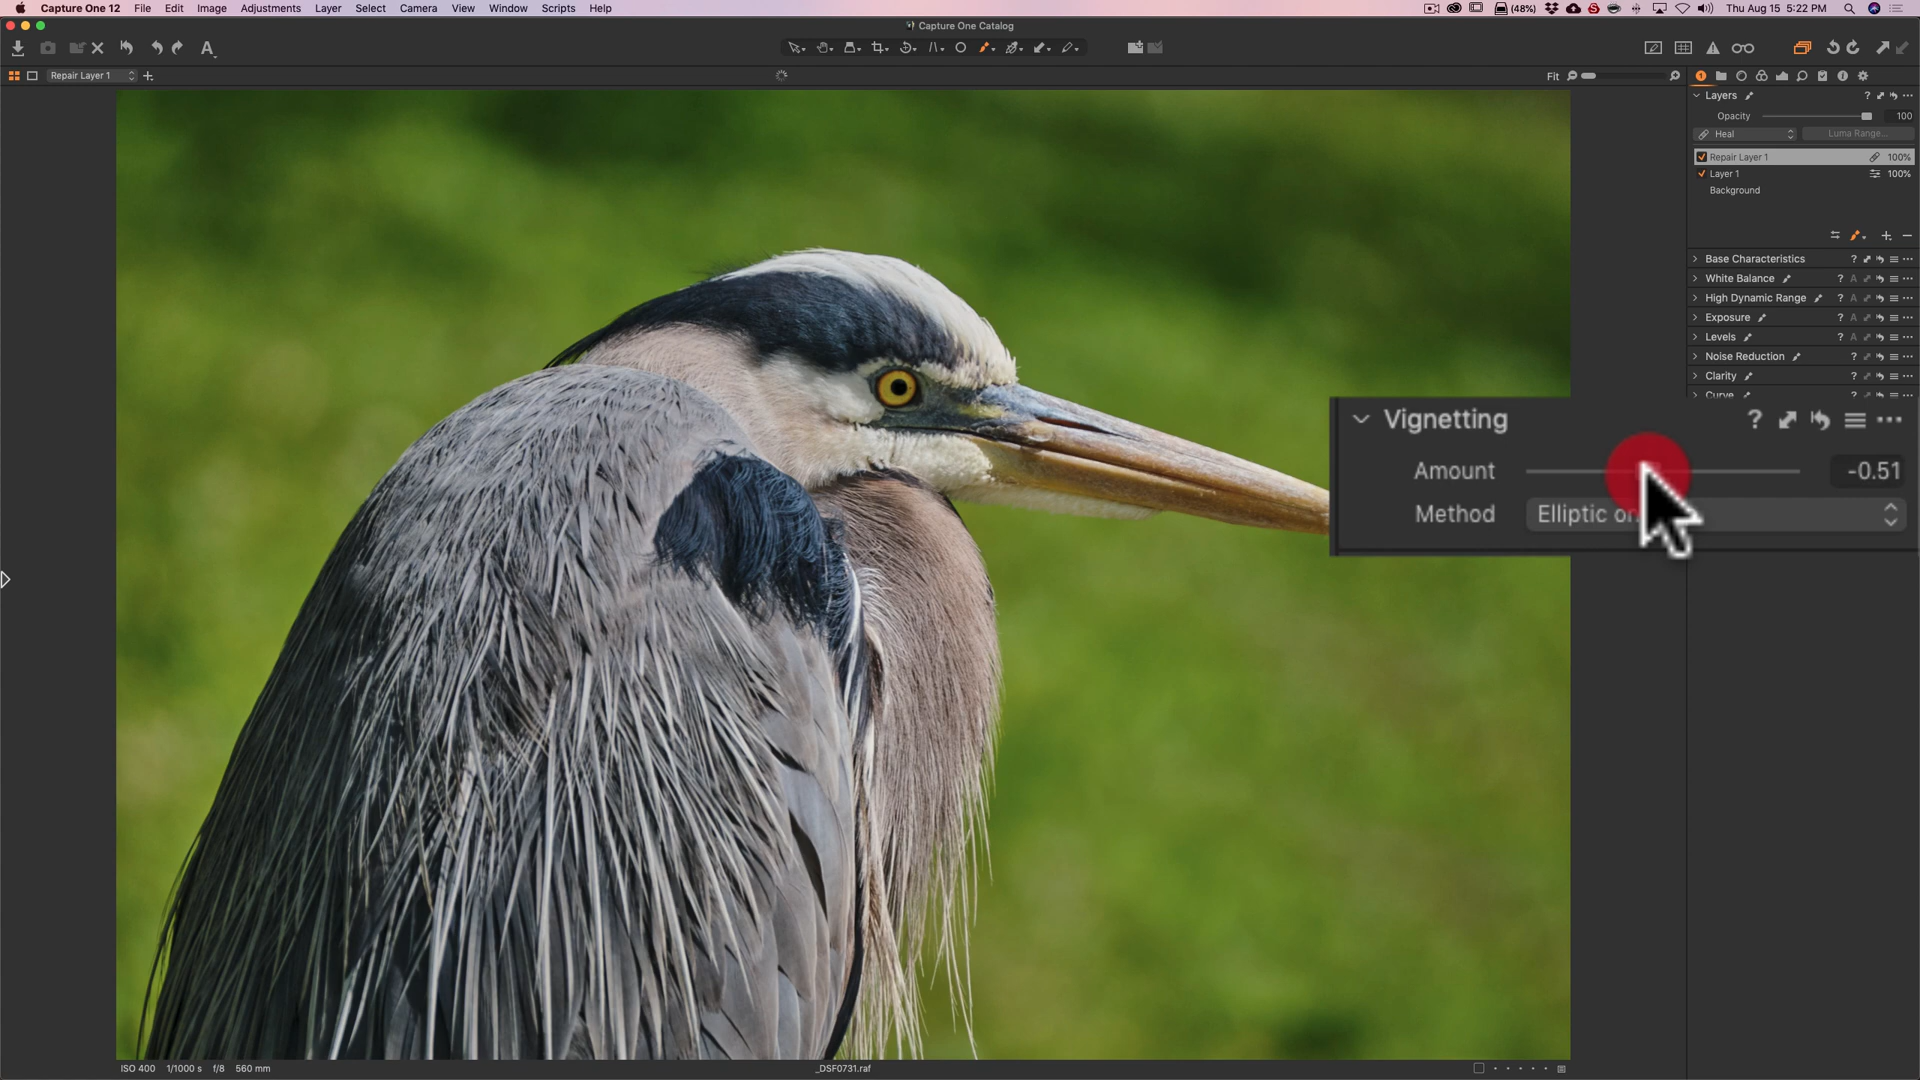 Capture One 12 File Edit Image Adjustments Layer Select Camera View Window Scripts Help (48%) Thu Aug 15 5:22 PM
Capture One Catalog
A
Repair Layer 1 Fit
Layers ? ...
Opacity 100
Heal Luma Range...
Repair Layer 1 100%
Layer 1 100%
Background
Base Characteristics ? ...
White Balance ? A ...
High Dynamic Range ? A ...
Exposure ? A ...
Levels ? A ...
Noise Reduction ? ...
Clarity ? ...
Curve
Vignetting ? ...
Amount -0.51
Method Elliptic
ISO 400 1/1000 s f/8 560 mm _DSF0731.raf